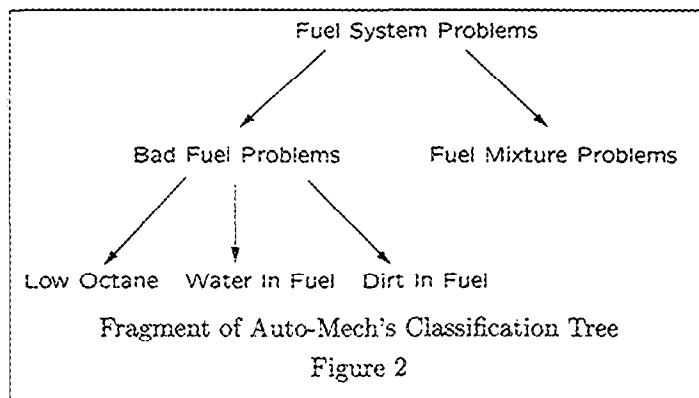 Fuel System Problems
Bad Fuel Problems Fuel Mixture Problems
Low Octane Water In Fuel Dirt In Fuel
Fragment of Auto-Mech's Classification Tree
Figure 2